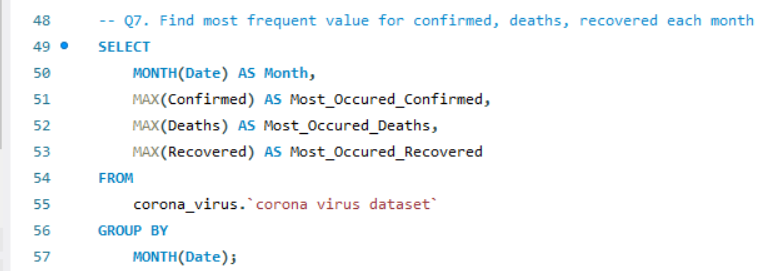 48 -- Q7. Find most frequent value for confirmed, deaths, recovered each month
49 SELECT
50 MONTH(Date) AS Month,
51 MAX(Confirmed) AS Most_Occured_Confirmed,
52 MAX(Deaths) AS Most_Occured_Deaths,
53 MAX(Recovered) AS Most_Occured_Recovered
54 FROM
55 corona_virus.`corona virus dataset`
56 GROUP BY
57 MONTH(Date);